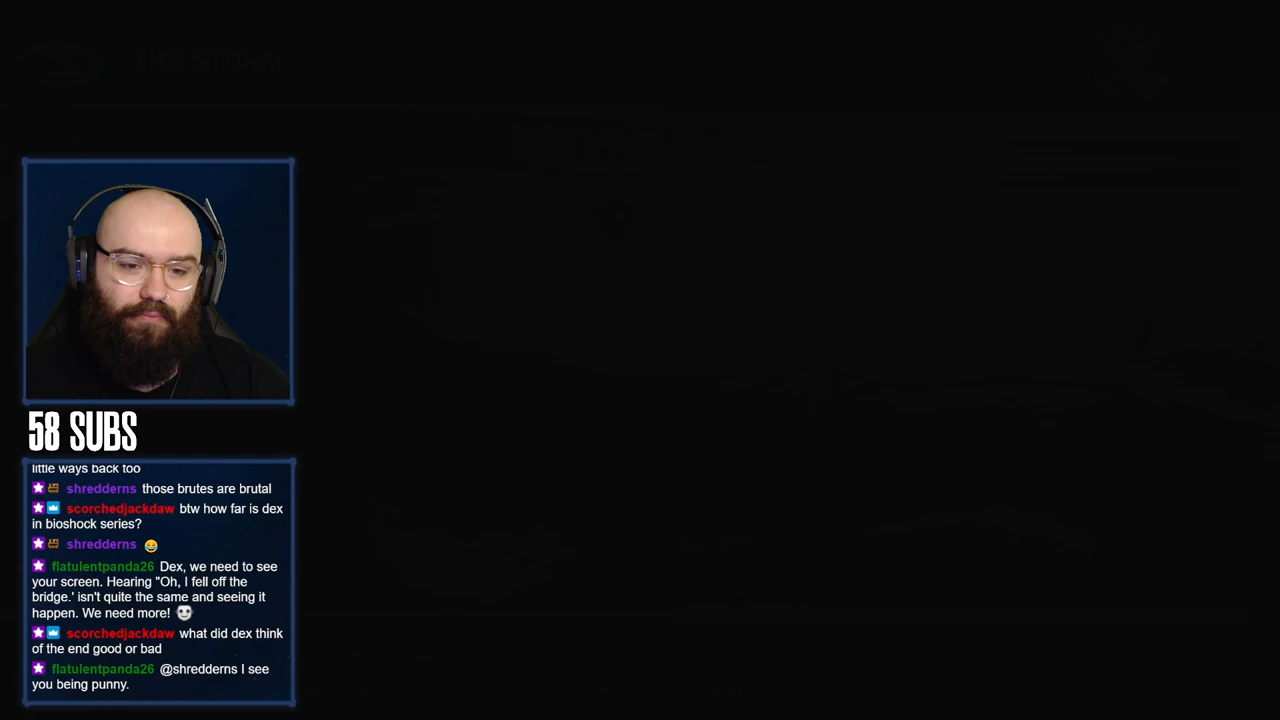 58 SUBS
little ways back too
shredderns those brutes are brutal
scorchedjackdaw btw how far is dex
in bioshock series?
shredderns 😂
flatulentpanda26 Dex, we need to see
your screen. Hearing "Oh, I fell off the
bridge.' isn't quite the same and seeing it
happen. We need more!
scorchedjackdaw what did dex think
of the end good or bad
flatulentpanda26 @shredderns I see
you being punny.